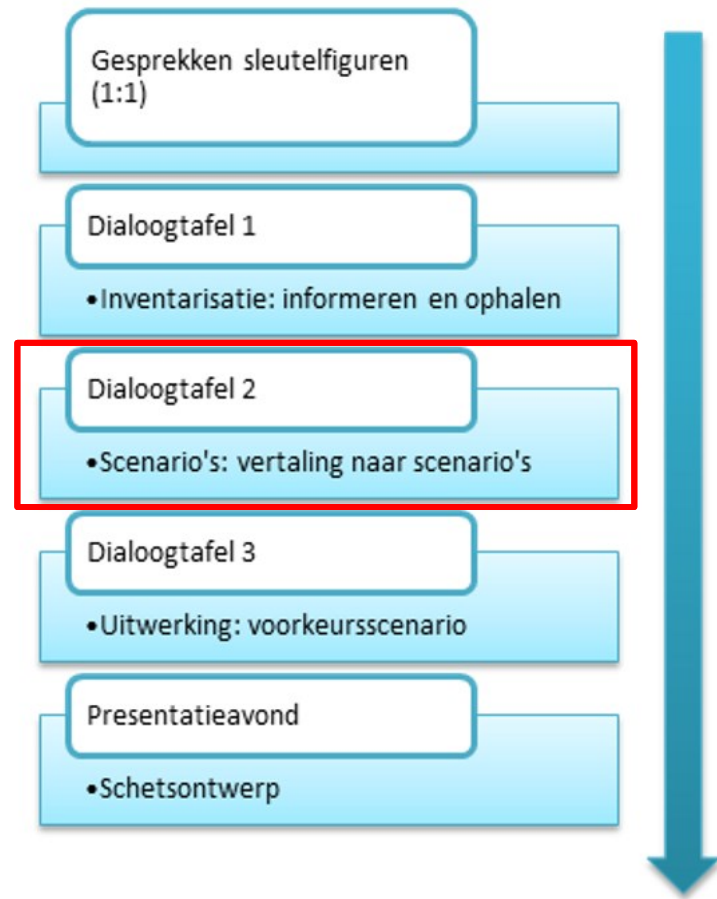 Gesprekken sleutelfiguren
(1:1)
Dialoogtafel 1
•Inventarisatie: informeren en ophalen
Dialoogtafel 2
•Scenario's: vertaling naar scenario's
Dialoogtafel 3
•Uitwerking: voorkeursscenario
Presentatieavond
•Schetsontwerp